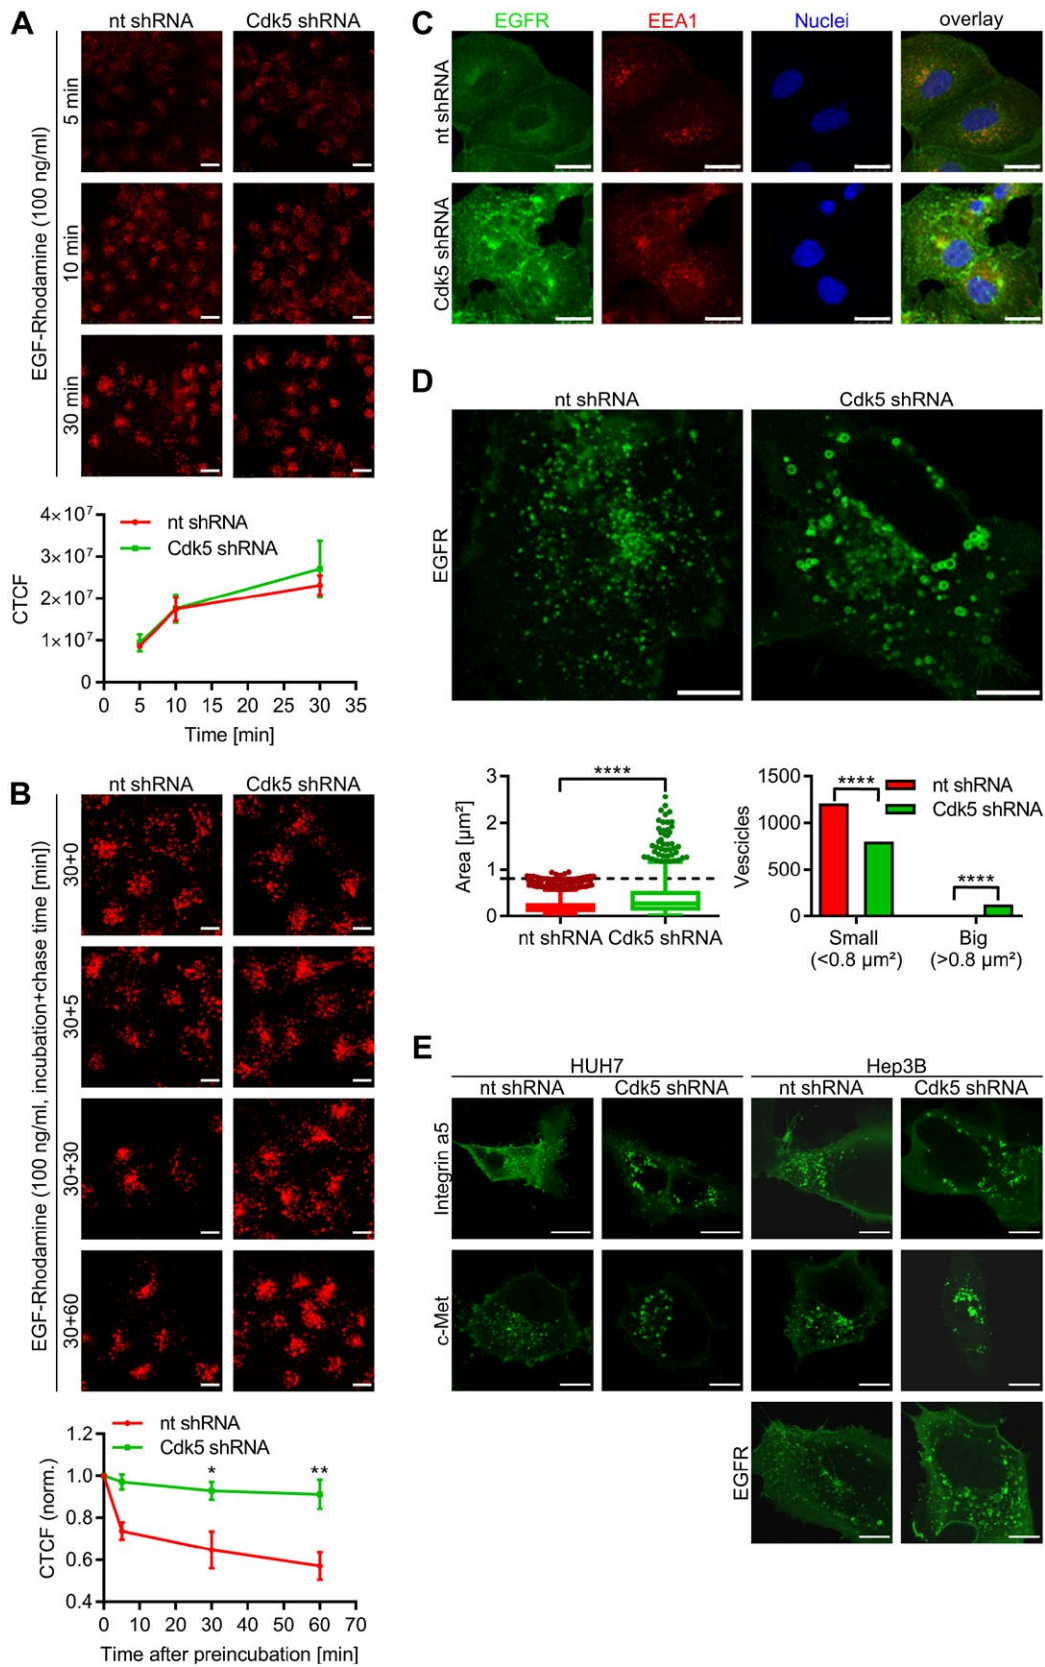 A
nt shRNA Cdk5 shRNA
EGF-Rhodamine (100 ng/ml)
5 min
10 min
30 min
4×10⁷
3×10⁷
2×10⁷
1×10⁷
0
CTCF
nt shRNA
Cdk5 shRNA
0 5 10 15 20 25 30 35
Time [min]
B
nt shRNA Cdk5 shRNA
EGF-Rhodamine (100 ng/ml, incubation+chase time [min])
30+0
30+5
30+30
30+60
nt shRNA
Cdk5 shRNA
1.2
1.0
0.8
0.6
0.4
CTCF (norm.)
* **
0 10 20 30 40 50 60 70
Time after preincubation [min]
C
EGFR EEA1 Nuclei overlay
nt shRNA
Cdk5 shRNA
D
nt shRNA Cdk5 shRNA
EGFR
3
2
1
0
Area [µm²]
****
nt shRNA Cdk5 shRNA
1500
1000
500
0
Vescicles
****
****
nt shRNA
Cdk5 shRNA
Small Big
(<0.8 µm²) (>0.8 µm²)
E
HUH7 Hep3B
nt shRNA Cdk5 shRNA nt shRNA Cdk5 shRNA
Integrin a5
c-Met
EGFR